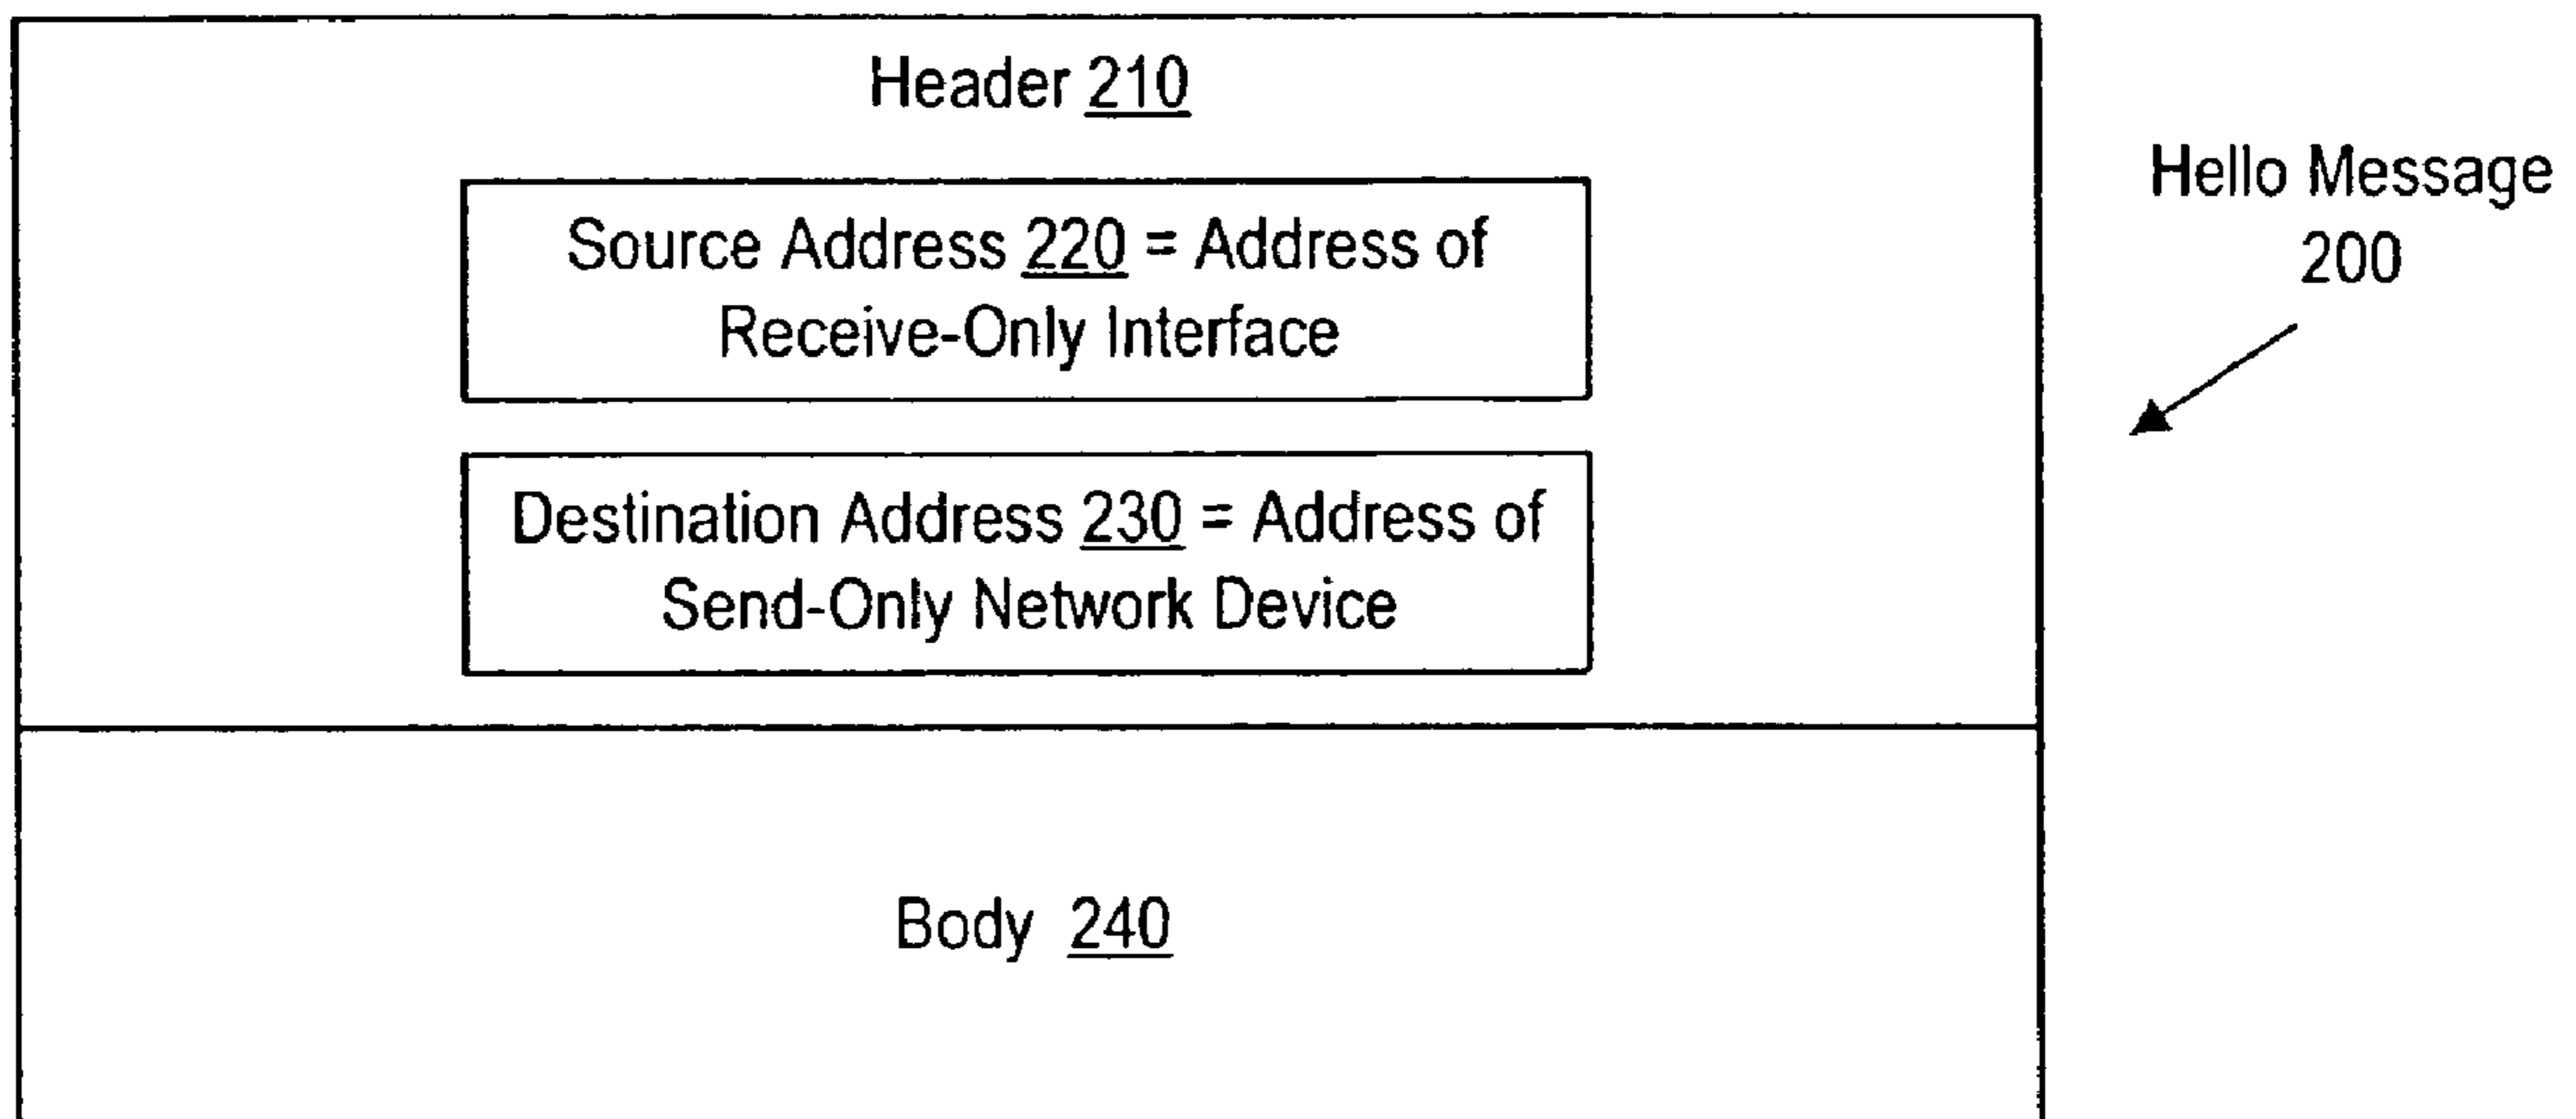 Header 210
Source Address 220 = Address of
Receive-Only Interface
Destination Address 230 = Address of
Send-Only Network Device
Body 240
Hello Message
200